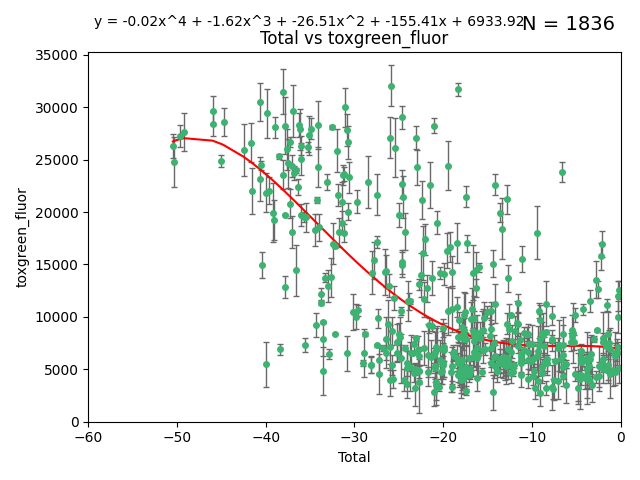 y = -0.02x^4 + -1.62x^3 + -26.51x^2 + -155.41x + 6933.92
N = 1836
Total vs toxgreen_fluor
35000
30000
25000
20000
15000
10000
5000
0
toxgreen_fluor
−60 −50 −40 −30 −20 −10 0
Total